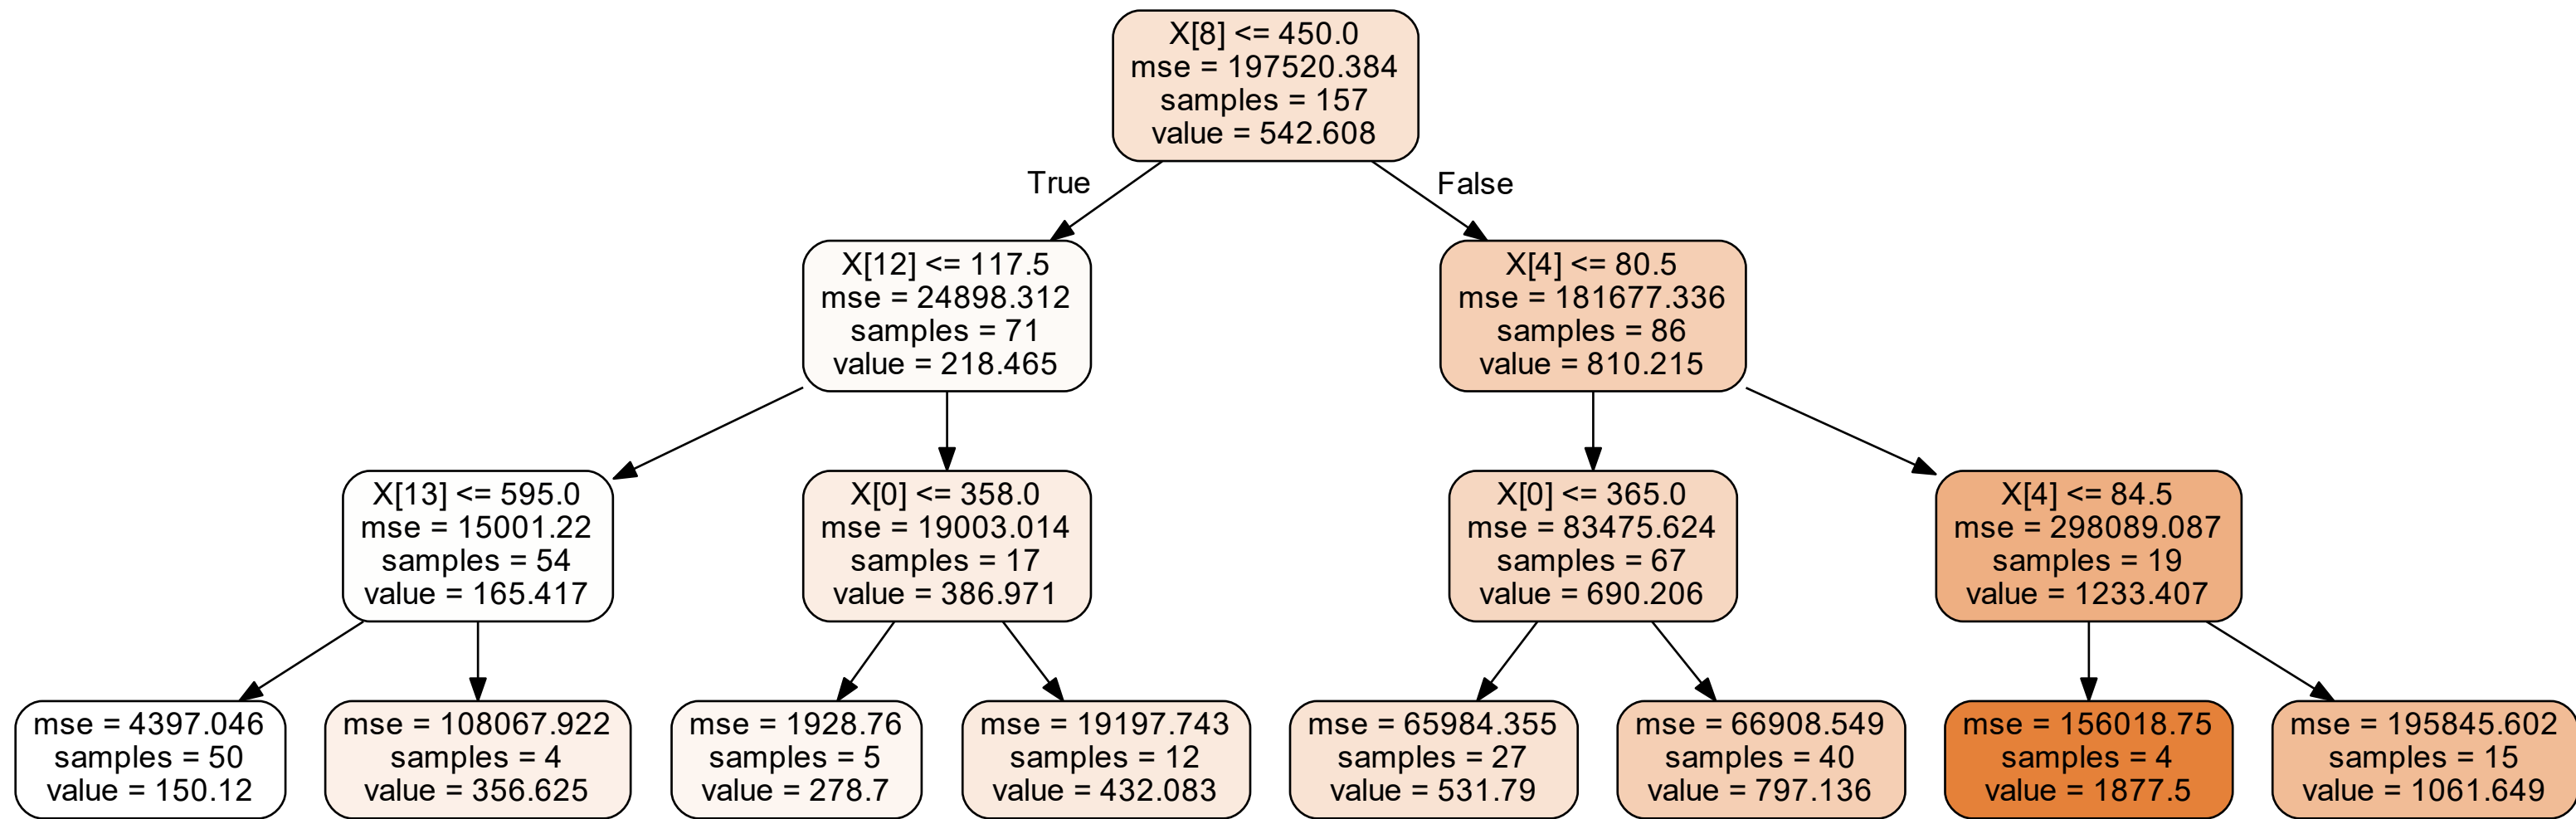 X[8] <= 450.0
mse = 197520.384
samples = 157
value = 542.608
True
False
X[12] <= 117.5
mse = 24898.312
samples = 71
value = 218.465
X[4] <= 80.5
mse = 181677.336
samples = 86
value = 810.215
X[13] <= 595.0
mse = 15001.22
samples = 54
value = 165.417
X[0] <= 358.0
mse = 19003.014
samples = 17
value = 386.971
X[0] <= 365.0
mse = 83475.624
samples = 67
value = 690.206
X[4] <= 84.5
mse = 298089.087
samples = 19
value = 1233.407
mse = 4397.046
samples = 50
value = 150.12
mse = 108067.922
samples = 4
value = 356.625
mse = 1928.76
samples = 5
value = 278.7
mse = 19197.743
samples = 12
value = 432.083
mse = 65984.355
samples = 27
value = 531.79
mse = 66908.549
samples = 40
value = 797.136
mse = 156018.75
samples = 4
value = 1877.5
mse = 195845.602
samples = 15
value = 1061.649